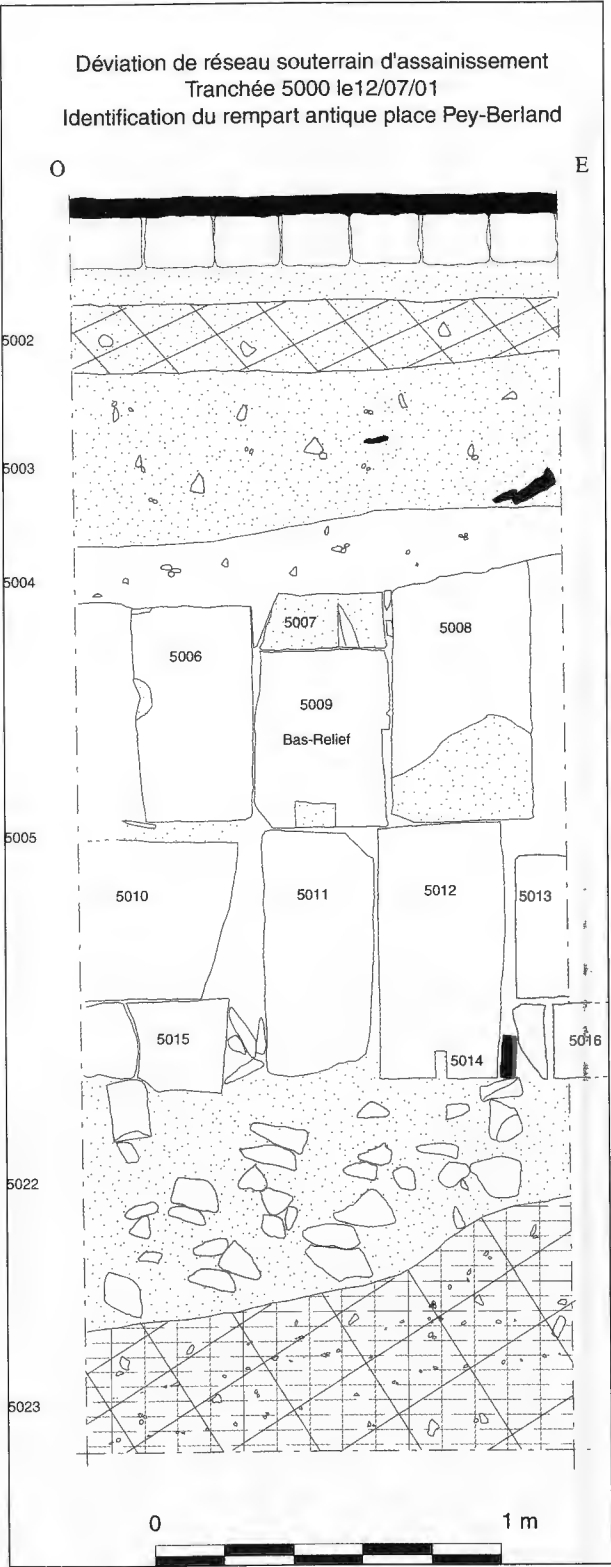 Déviation de réseau souterrain d'assainissement
Tranchée 5000 le12/07/01
Identification du rempart antique place Pey-Berland
O E
5002
5003
5004
5007
5008
5006
5009
Bas-Relief
5005
5010 5011 5012 5013
5015 5014 5016
5022
5023
0 1 m